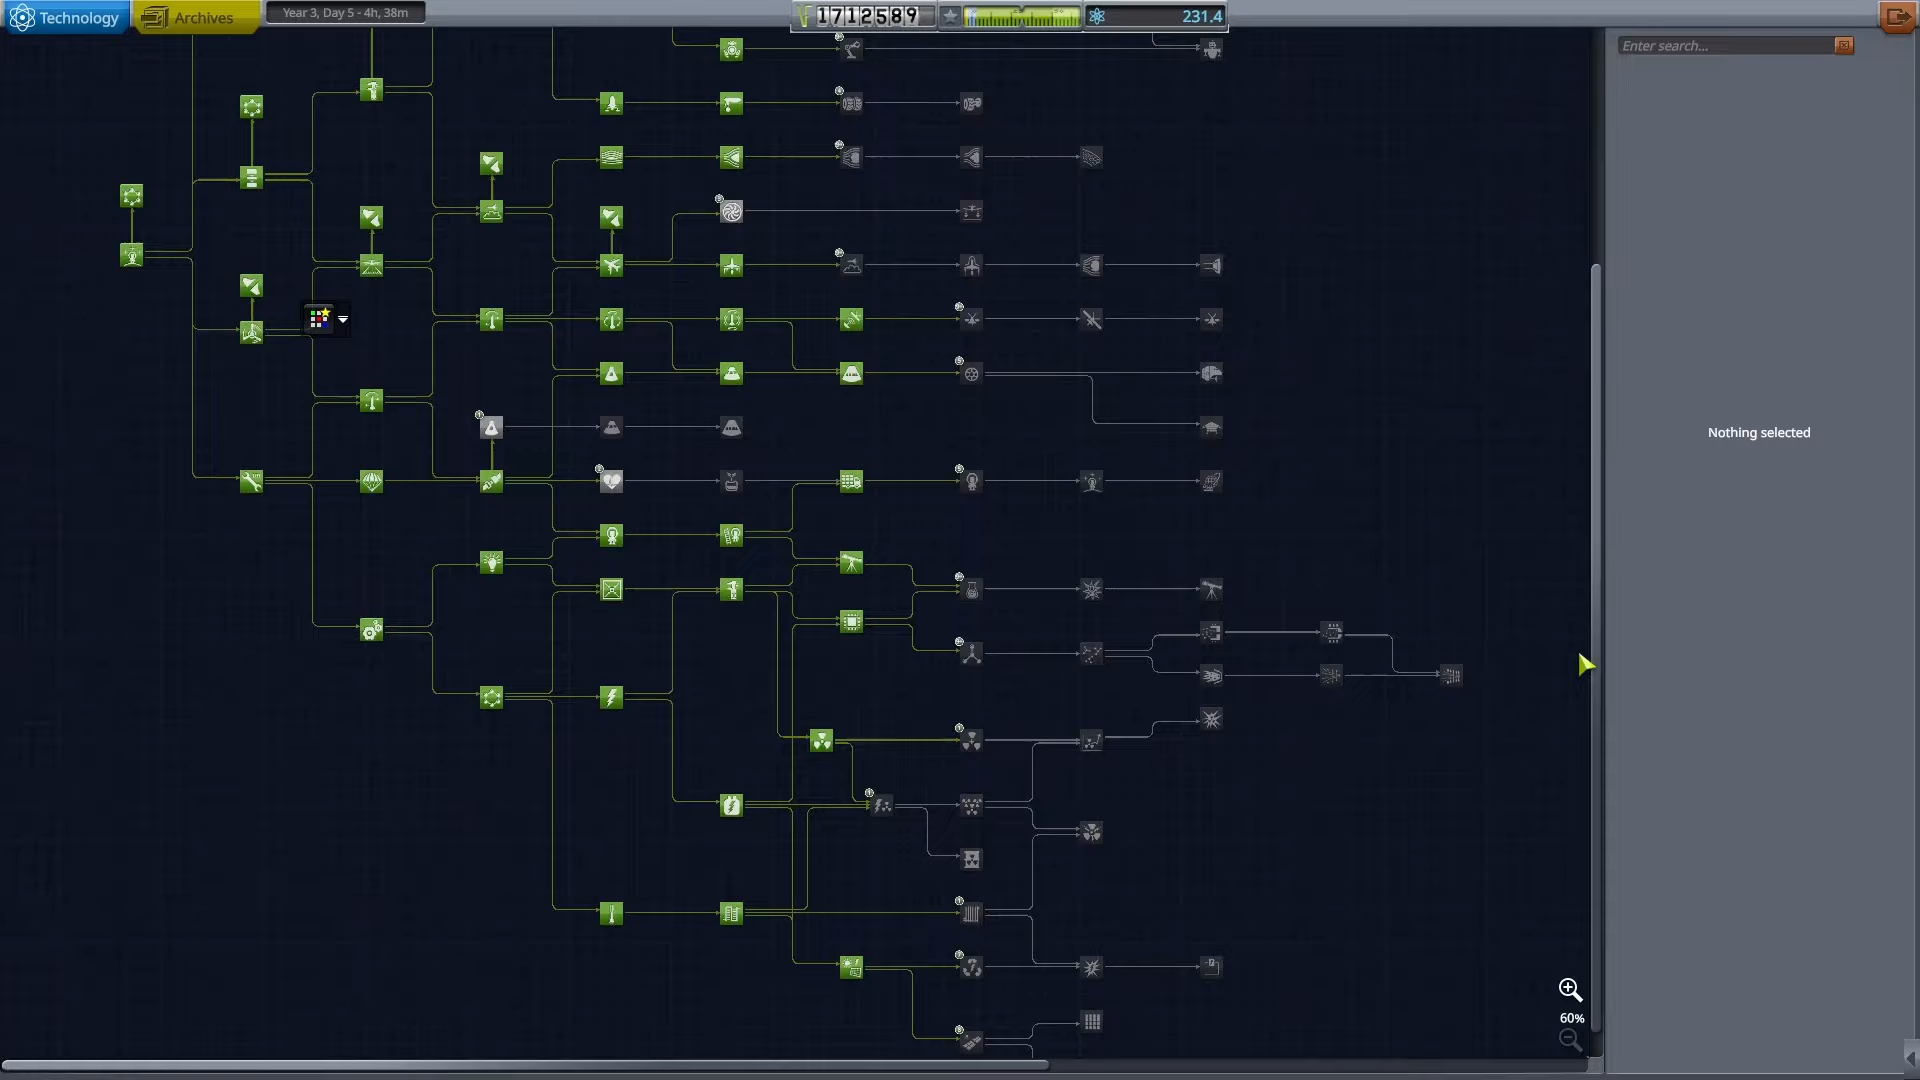 Technology
Archives
Year 3, Day 5 - 4h, 38m
1712589
231.4
Enter search...
Nothing selected
60%